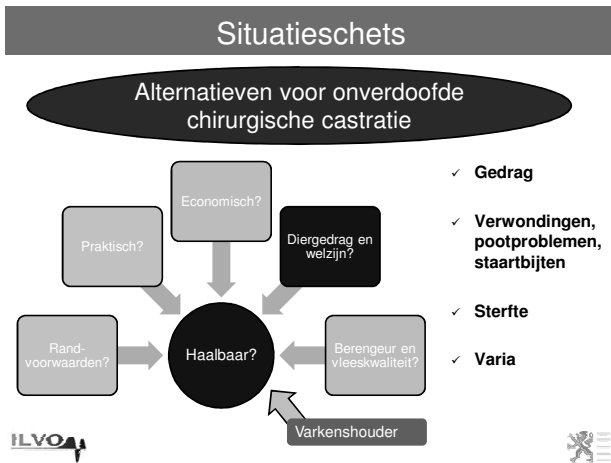 Situatieschets
Alternatieven voor onverdoofde
chirurgische castratie
Economisch?
Praktisch?
Diergedrag en
welzijn?
Rand-
voorwaarden?
Haalbaar?
Berengeur en
vleeskwaliteit?
Varkenshouder
✓ Gedrag
✓ Verwondingen,
pootproblemen,
staartbijten
✓ Sterfte
✓ Varia
ILVO